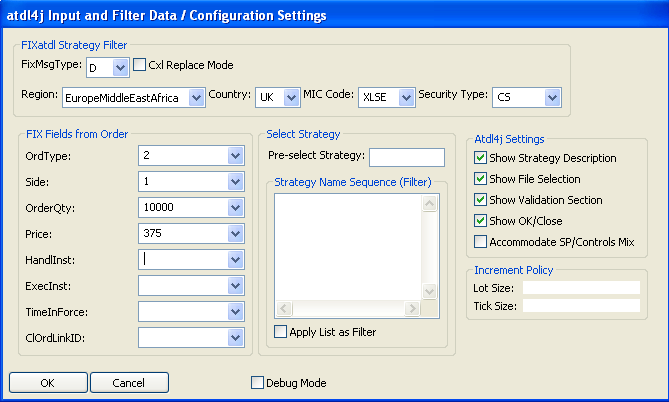 atdl4j Input and Filter Data / Configuration Settings
FIXatdl Strategy Filter
FixMsgType: D Cxl Replace Mode
Region: EuropeMiddleEastAfrica Country: UK MIC Code: XLSE Security Type: CS
FIX Fields from Order
OrdType: 2
Side: 1
OrderQty: 10000
Price: 375
HandlInst:
ExecInst:
TimeInForce:
ClOrdLinkID:
Select Strategy
Pre-select Strategy:
Strategy Name Sequence (Filter)
Apply List as Filter
Atdl4j Settings
Show Strategy Description
Show File Selection
Show Validation Section
Show OK/Close
Accommodate SP/Controls Mix
Increment Policy
Lot Size:
Tick Size:
OK Cancel Debug Mode